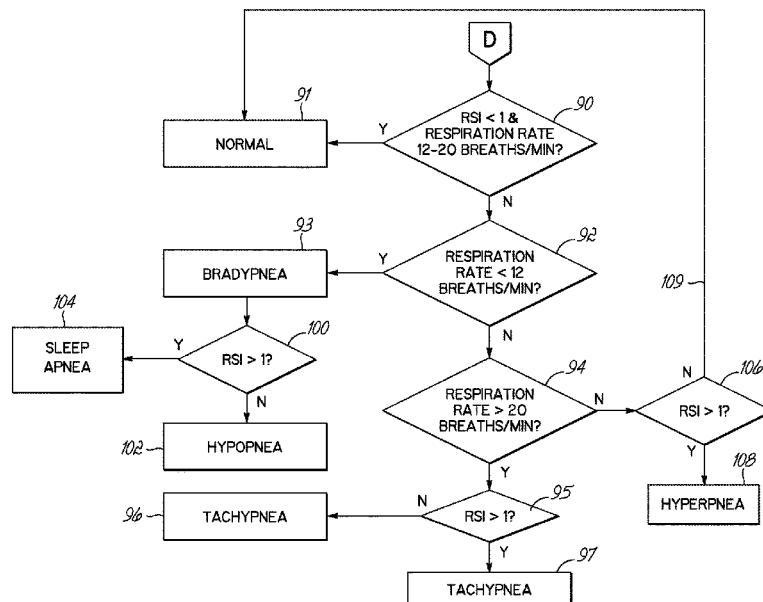 D
91
90
RSI < 1 &
RESPIRATION RATE
12-20 BREATHS/MIN?
Y
NORMAL
N
93
92
RESPIRATION
RATE < 12
BREATHS/MIN?
Y
BRADYPNEA
109
104
100
N
SLEEP
APNEA
Y
RSI > 1?
94
106
N
RESPIRATION
RATE > 20
BREATHS/MIN?
N
N
RSI > 1?
102
HYPOPNEA
Y
Y
108
95
96
TACHYPNEA
N
RSI > 1?
HYPERPNEA
Y
97
TACHYPNEA